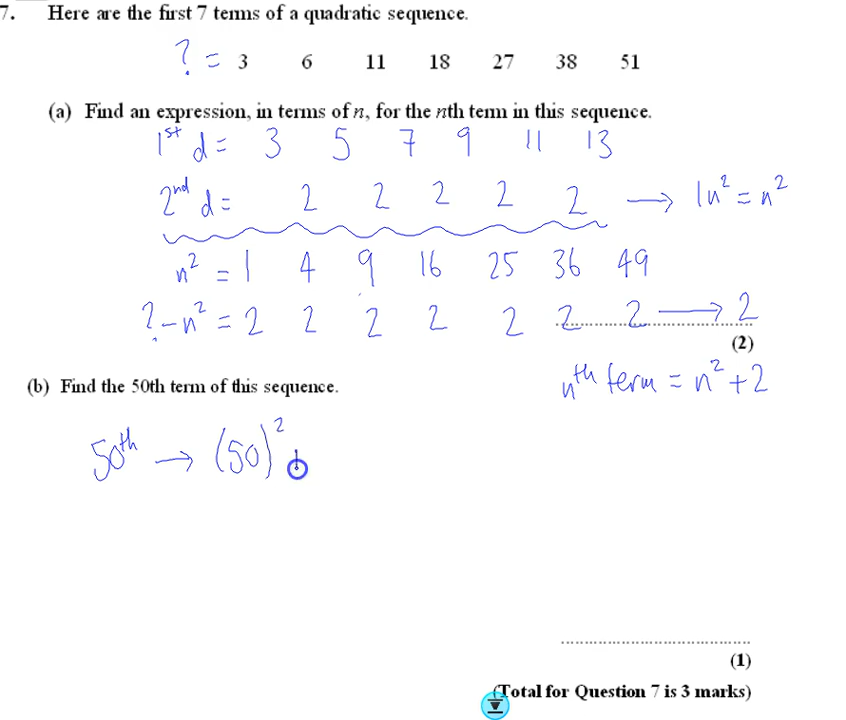 7. Here are the first 7 terms of a quadratic sequence.
? = 3 6 11 18 27 38 51
(a) Find an expression, in terms of n, for the nth term in this sequence.
1st d = 3 5 7 9 11 13
2nd d = 2 2 2 2 2 → 1n² = n²
n² = 1 4 9 16 25 36 49
? - n² = 2 2 2 2 2 2 2 → 2
(2)
nth term = n² + 2
(b) Find the 50th term of this sequence.
50th → (50)²
(1)
(Total for Question 7 is 3 marks)